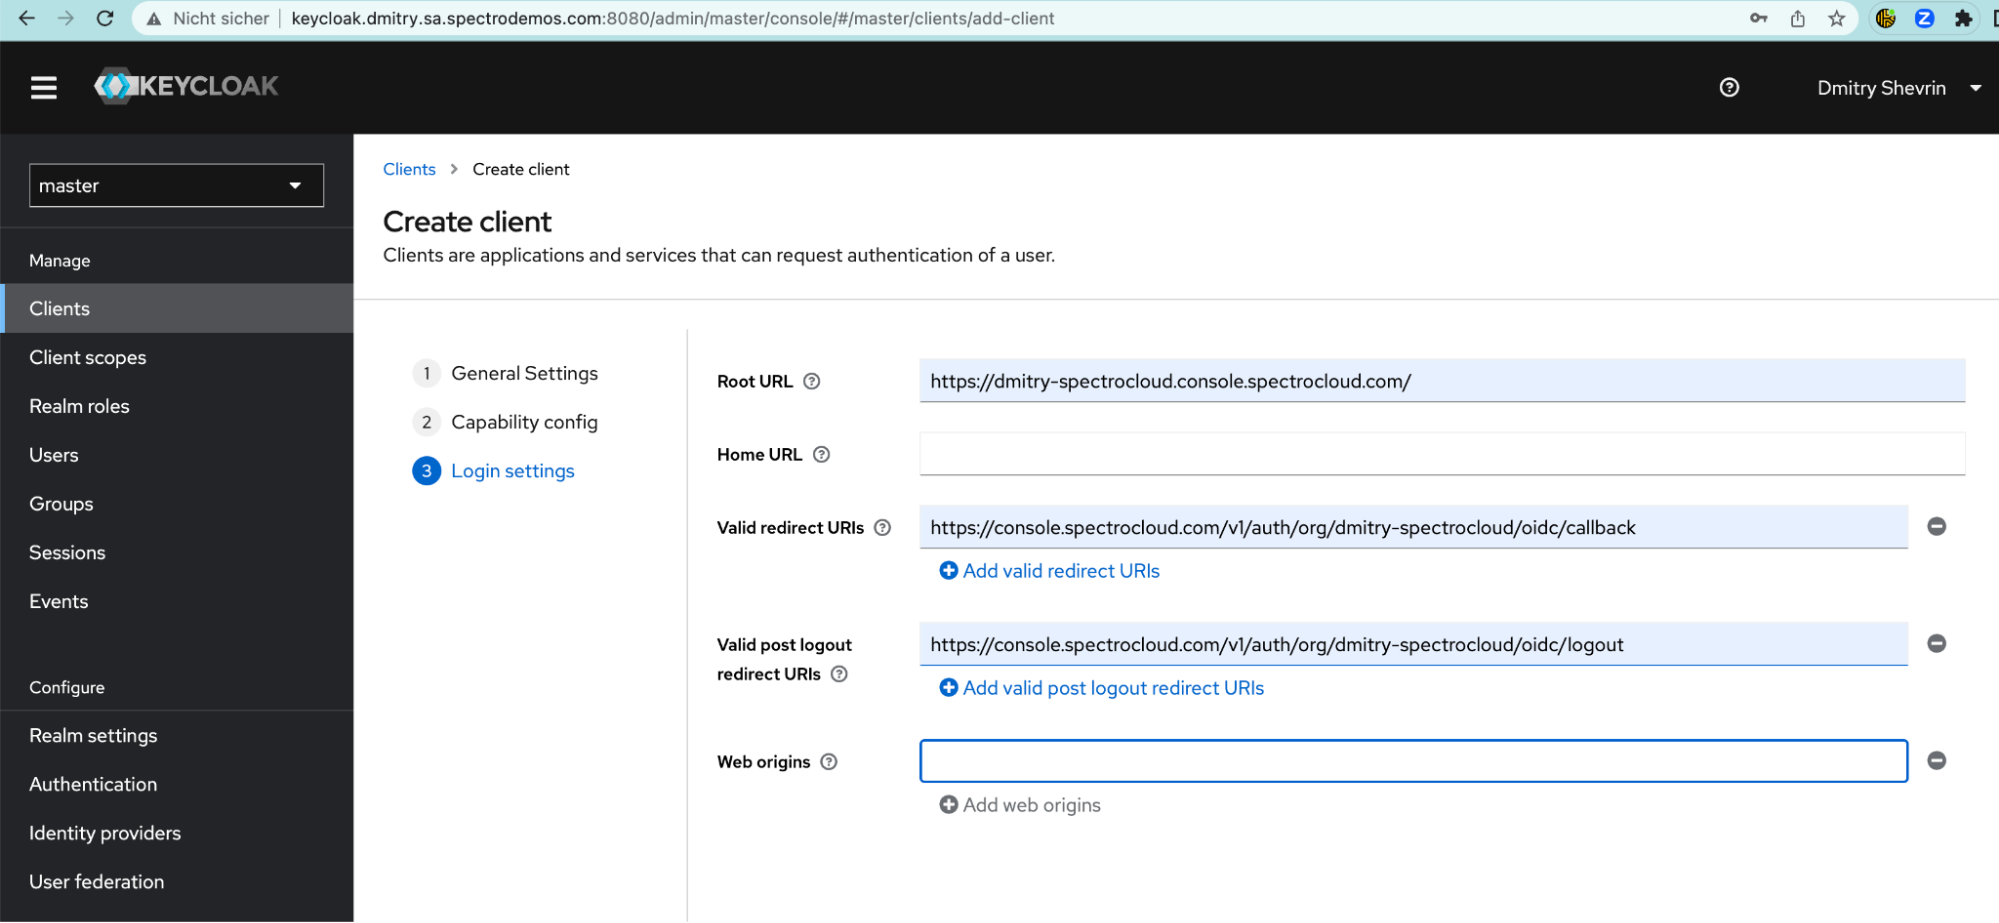 Nicht sicher | keycloak.dmitry.sa.spectrodemos.com:8080/admin/master/console/#/master/clients/add-client
KEYCLOAK
Dmitry Shevrin
master
Manage
Clients
Client scopes
Realm roles
Users
Groups
Sessions
Events
Configure
Realm settings
Authentication
Identity providers
User federation
Clients > Create client
Create client
Clients are applications and services that can request authentication of a user.
1 General Settings
2 Capability config
3 Login settings
Root URL ? https://dmitry-spectrocloud.console.spectrocloud.com/
Home URL ?
Valid redirect URIs ? https://console.spectrocloud.com/v1/auth/org/dmitry-spectrocloud/oidc/callback
Add valid redirect URIs
Valid post logout
redirect URIs ? https://console.spectrocloud.com/v1/auth/org/dmitry-spectrocloud/oidc/logout
Add valid post logout redirect URIs
Web origins ?
Add web origins